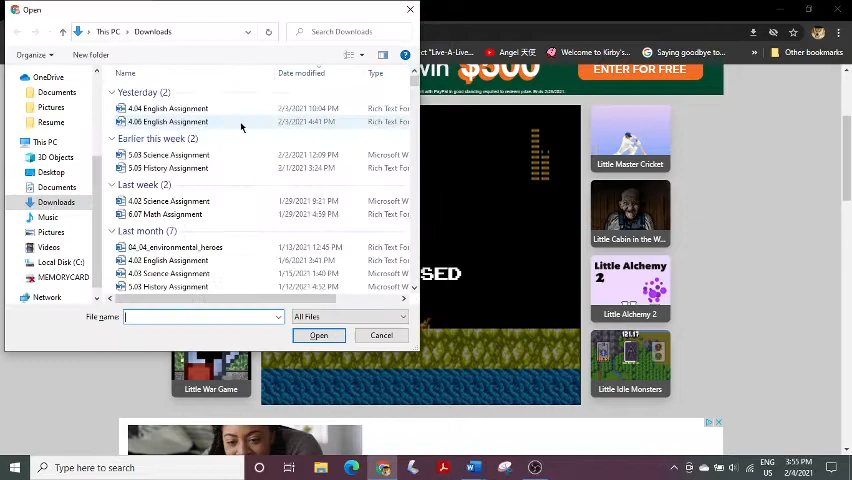 Open
This PC > Downloads
Search Downloads
Organize
New folder
OneDrive
Documents
Pictures
Resume
This PC
3D Objects
Desktop
Documents
Downloads
Music
Pictures
Videos
Local Disk (C:)
MEMORYCARD
Network
Name
Date modified
Type
Yesterday (2)
4.04 English Assignment 2/3/2021 10:04 PM Rich Text For
4.06 English Assignment 2/3/2021 4:41 PM Rich Text For
Earlier this week (2)
5.03 Science Assignment 2/2/2021 12:09 PM Microsoft W
5.05 History Assignment 2/1/2021 3:24 PM Rich Text For
Last week (2)
4.02 Science Assignment 1/29/2021 9:21 PM Microsoft W
6.07 Math Assignment 1/29/2021 4:59 PM Rich Text For
Last month (7)
04_04_environmental_heroes 1/13/2021 12:45 PM Rich Text For
4.02 English Assignment 1/6/2021 3:41 PM Rich Text For
4.03 Science Assignment 1/15/2021 1:40 PM Microsoft W
5.03 History Assignment 1/12/2021 4:52 PM Rich Text For
File name:
All Files
Open
Cancel
ct "Live-A-Live...
Angel 天使
Welcome to Kirby's
Saying goodbye to...
Other bookmarks
win $500
ENTER FOR FREE
SED
Little Master Cricket
Little Cabin in the W...
Little Alchemy
2
Little Alchemy 2
121.17
Little Idle Monsters
Little War Game
Type here to search
ENG
US
3:55 PM
2/4/2021